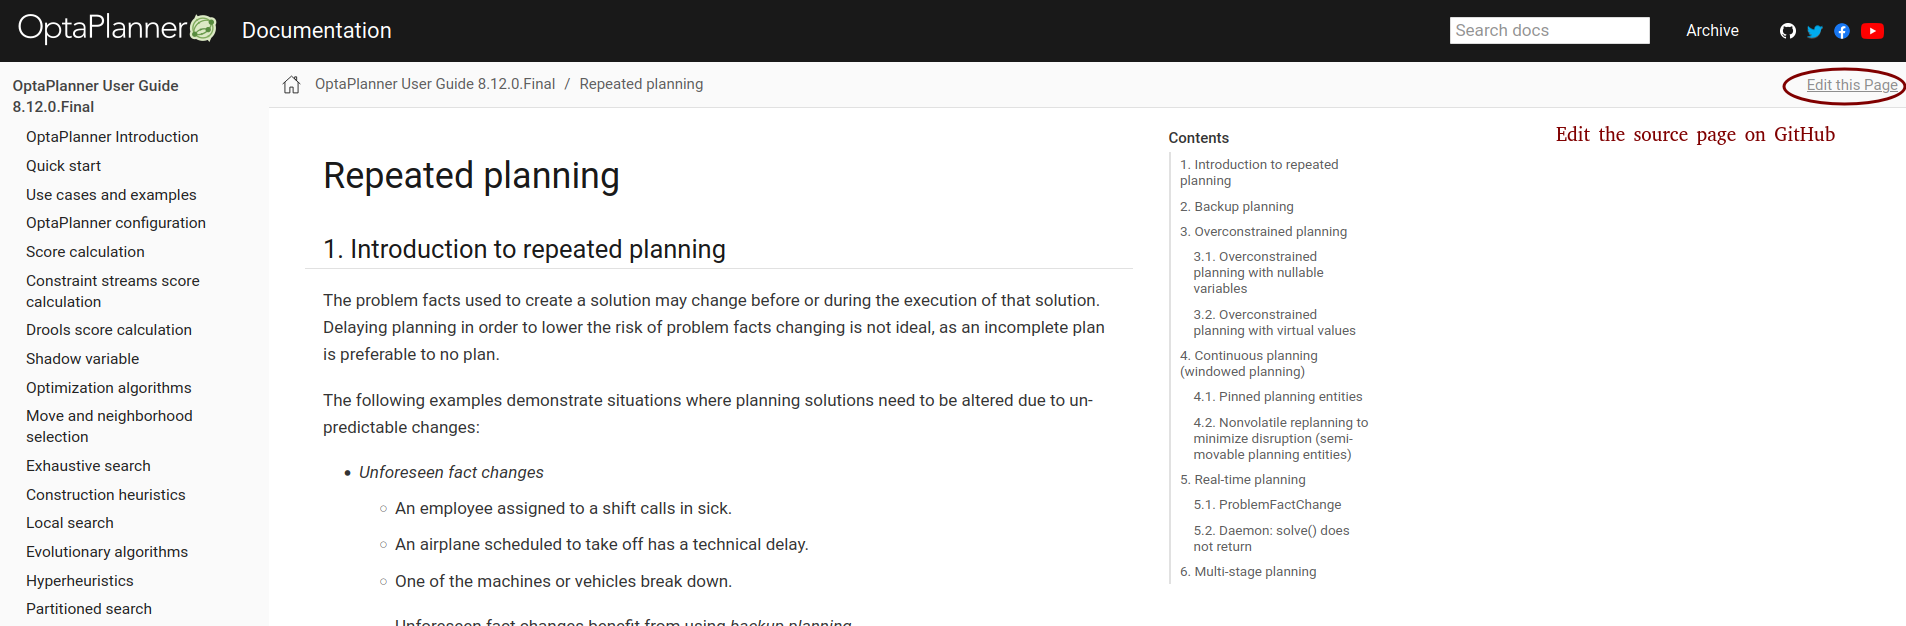 OptaPlanner Documentation
Search docs
Archive
OptaPlanner User Guide
8.12.0.Final
OptaPlanner Introduction
Quick start
Use cases and examples
OptaPlanner configuration
Score calculation
Constraint streams score
calculation
Drools score calculation
Shadow variable
Optimization algorithms
Move and neighborhood
selection
Exhaustive search
Construction heuristics
Local search
Evolutionary algorithms
Hyperheuristics
Partitioned search
OptaPlanner User Guide 8.12.0.Final / Repeated planning
Edit this Page
Edit the source page on GitHub
Repeated planning
1. Introduction to repeated planning
The problem facts used to create a solution may change before or during the execution of that solution.
Delaying planning in order to lower the risk of problem facts changing is not ideal, as an incomplete plan
is preferable to no plan.
The following examples demonstrate situations where planning solutions need to be altered due to un-
predictable changes:
• Unforeseen fact changes
○ An employee assigned to a shift calls in sick.
○ An airplane scheduled to take off has a technical delay.
○ One of the machines or vehicles break down.
Unforeseen fact changes benefit from using backup planning.
Contents
1. Introduction to repeated
planning
2. Backup planning
3. Overconstrained planning
3.1. Overconstrained
planning with nullable
variables
3.2. Overconstrained
planning with virtual values
4. Continuous planning
(windowed planning)
4.1. Pinned planning entities
4.2. Nonvolatile replanning to
minimize disruption (semi-
movable planning entities)
5. Real-time planning
5.1. ProblemFactChange
5.2. Daemon: solve() does
not return
6. Multi-stage planning